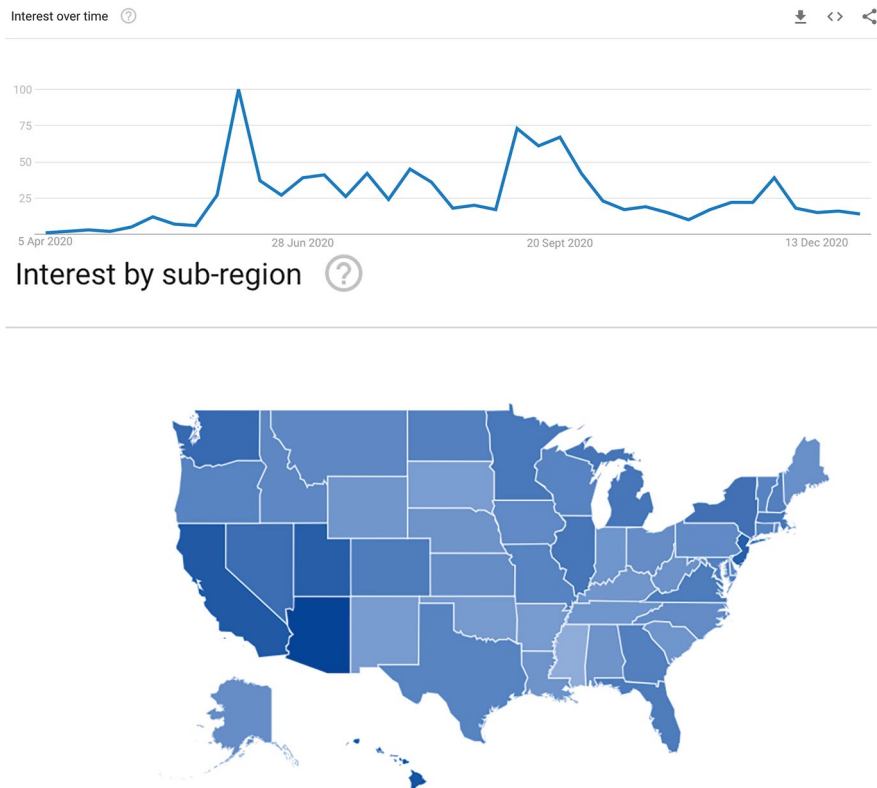 Interest over time ?
100
75
50
25
5 Apr 2020 28 Jun 2020 20 Sept 2020 13 Dec 2020
Interest by sub-region ?